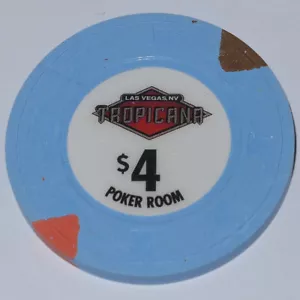 LAS VEGAS, NV
TROPICANA
$4
POKER ROOM